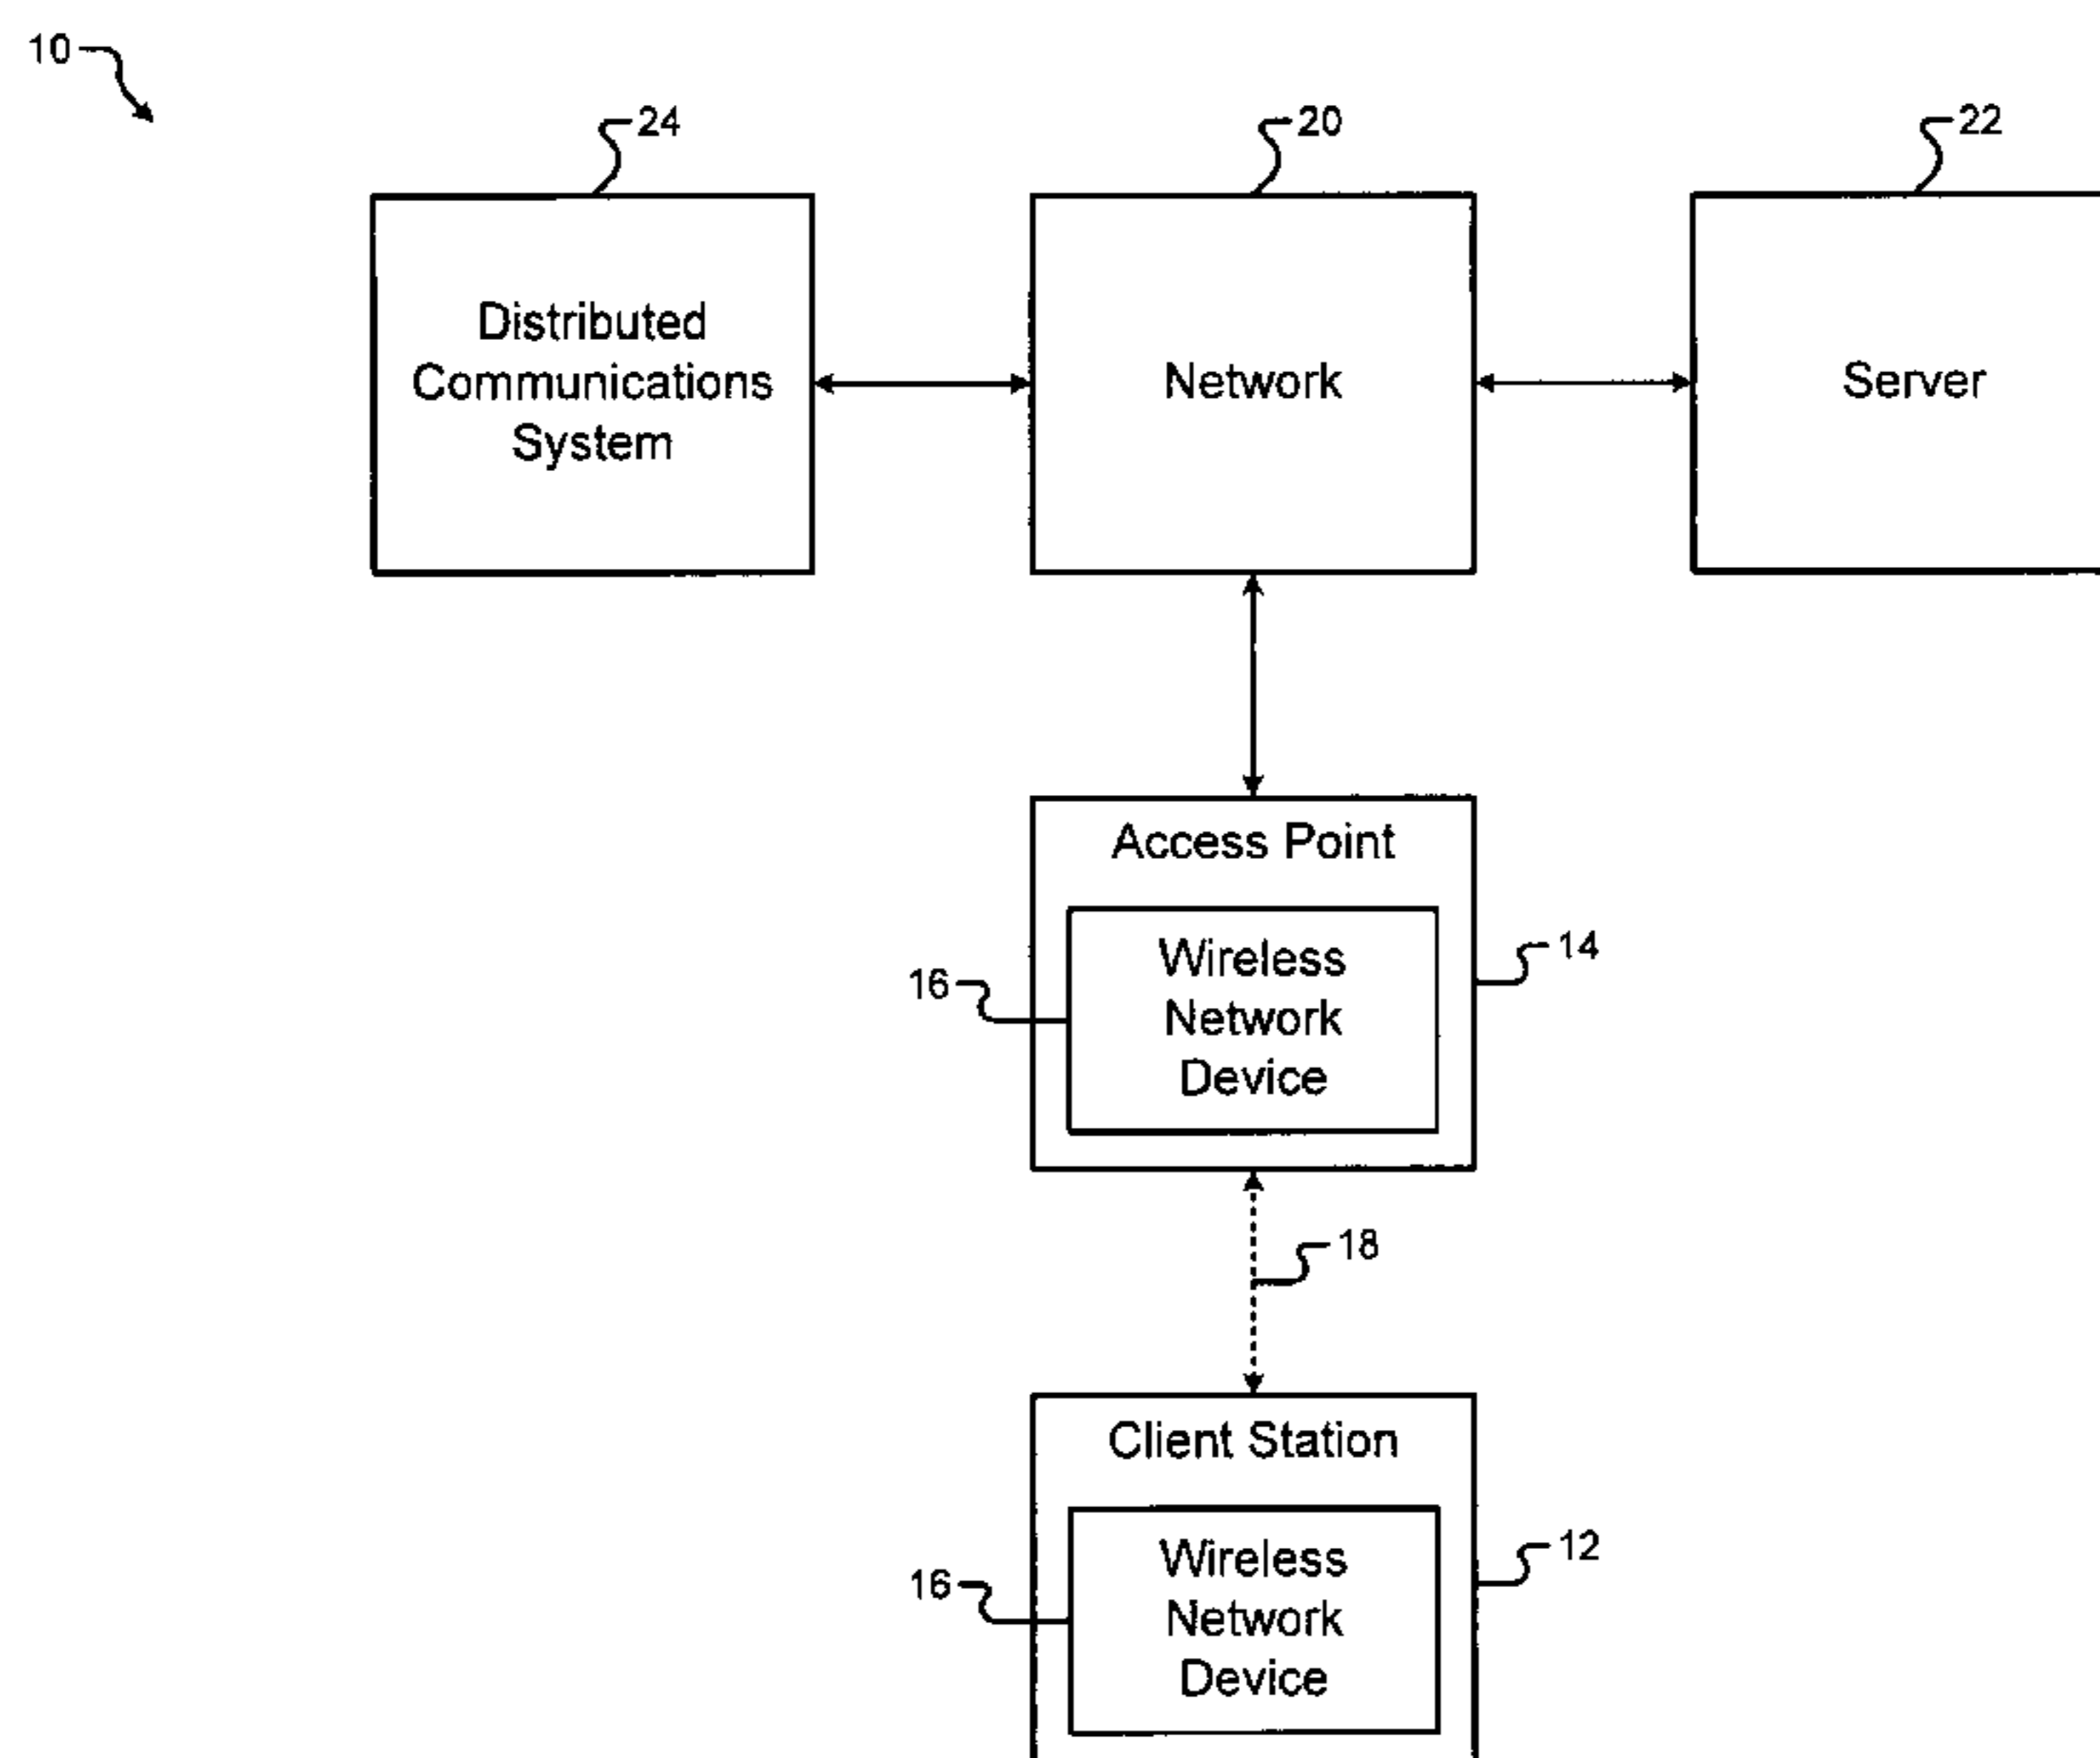 10
24
20
22
Distributed
Communications
System
Network
Server
Access Point
Wireless
Network
Device
14
16
18
Client Station
Wireless
Network
Device
12
16